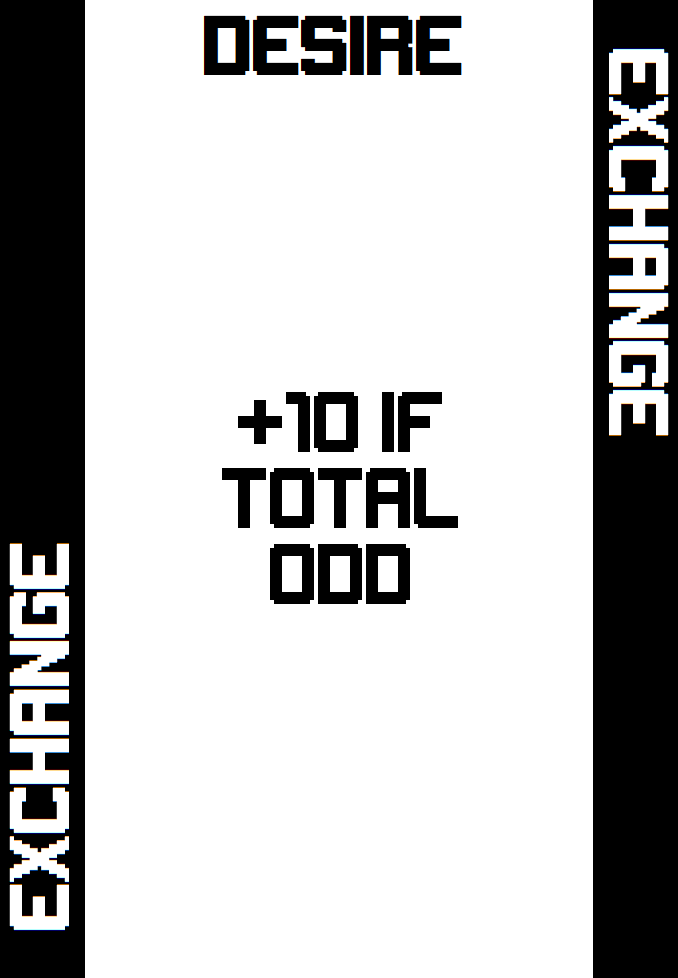 DESIRE
EXCHANGE
+10 IF
TOTAL
ODD
EXCHANGE